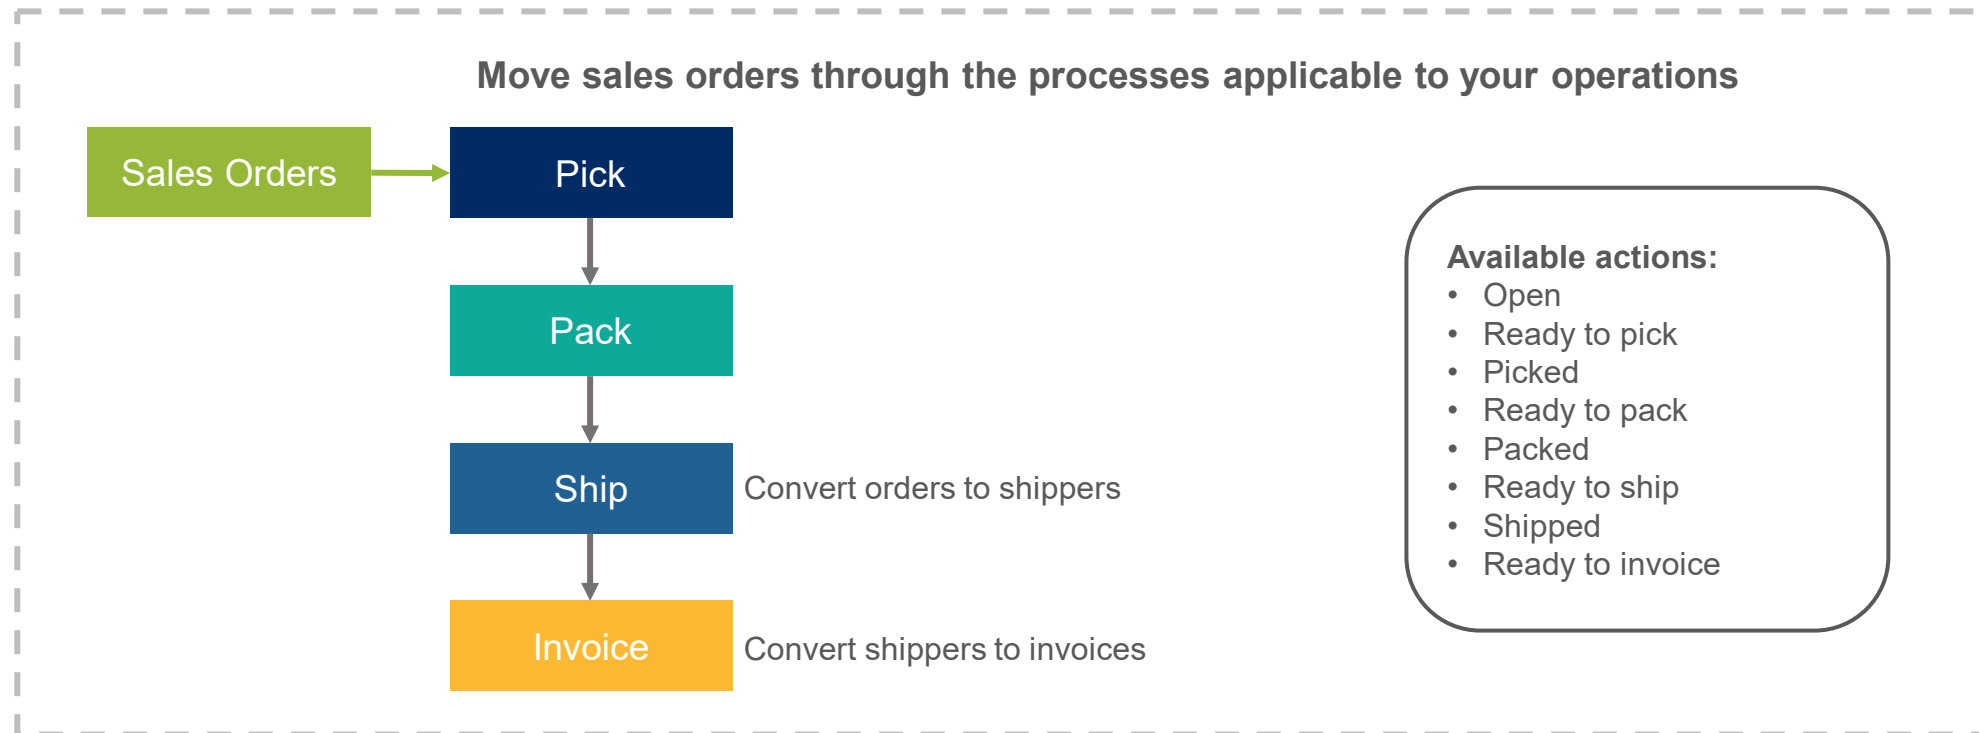 Move sales orders through the processes applicable to your operations
Sales Orders
Pick
Pack
Ship
Convert orders to shippers
Invoice
Convert shippers to invoices
Available actions:
• Open
• Ready to pick
• Picked
• Ready to pack
• Packed
• Ready to ship
• Shipped
• Ready to invoice